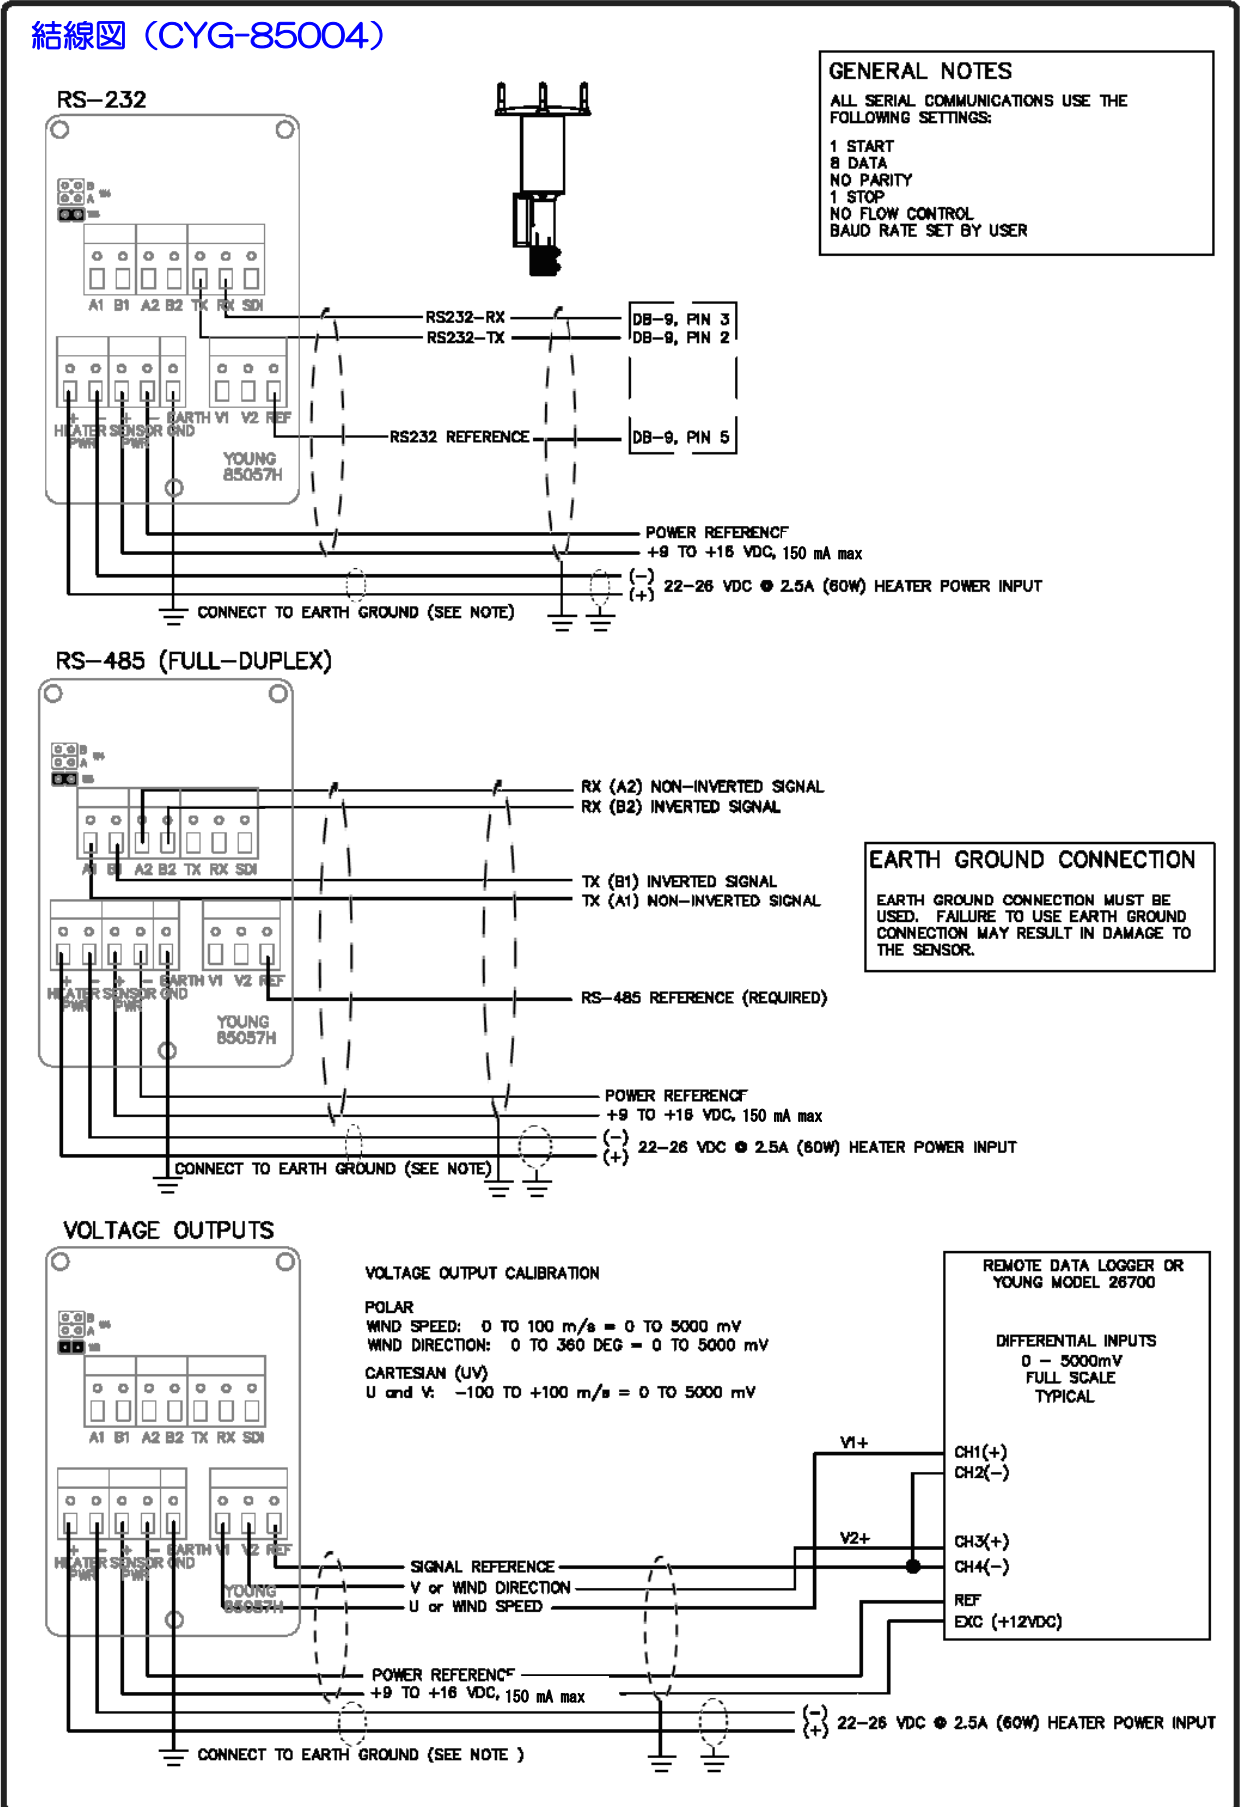 結線図（CYG-85004）
GENERAL NOTES
ALL SERIAL COMMUNICATIONS USE THE
FOLLOWING SETTINGS:
1 START
8 DATA
NO PARITY
1 STOP
NO FLOW CONTROL
BAUD RATE SET BY USER
RS-232
B
A
A1 B1 A2 B2 TX RX SDI
RS232-RX
DB-9, PIN 3
RS232-TX
DB-9, PIN 2
+ - + - EARTH V1 V2 REF
HEATER SENSOR GND
PWR PWR
RS232 REFERENCE
DB-9, PIN 5
YOUNG
85057H
POWER REFERENCE
+9 TO +16 VDC, 150 mA max
(-)
(+)
22-26 VDC @ 2.5A (60W) HEATER POWER INPUT
CONNECT TO EARTH GROUND (SEE NOTE)
RS-485 (FULL-DUPLEX)
B
A
RX (A2) NON-INVERTED SIGNAL
RX (B2) INVERTED SIGNAL
A1 B1 A2 B2 TX RX SDI
TX (B1) INVERTED SIGNAL
TX (A1) NON-INVERTED SIGNAL
EARTH GROUND CONNECTION
EARTH GROUND CONNECTION MUST BE
USED. FAILURE TO USE EARTH GROUND
CONNECTION MAY RESULT IN DAMAGE TO
THE SENSOR.
+ - + - EARTH V1 V2 REF
HEATER SENSOR GND
PWR PWR
RS-485 REFERENCE (REQUIRED)
YOUNG
85057H
POWER REFERENCE
+9 TO +16 VDC, 150 mA max
(-)
(+)
22-26 VDC @ 2.5A (60W) HEATER POWER INPUT
CONNECT TO EARTH GROUND (SEE NOTE)
VOLTAGE OUTPUTS
VOLTAGE OUTPUT CALIBRATION
POLAR
WIND SPEED: 0 TO 100 m/s = 0 TO 5000 mV
WIND DIRECTION: 0 TO 360 DEG = 0 TO 5000 mV
CARTESIAN (UV)
U and V: -100 TO +100 m/s = 0 TO 5000 mV
REMOTE DATA LOGGER OR
YOUNG MODEL 26700
DIFFERENTIAL INPUTS
0 - 5000mV
FULL SCALE
TYPICAL
B
A
A1 B1 A2 B2 TX RX SDI
V1+
CH1(+)
CH2(-)
V2+
CH3(+)
CH4(-)
REF
EXC (+12VDC)
+ - + - EARTH V1 V2 REF
HEATER SENSOR GND
PWR PWR
SIGNAL REFERENCE
V or WIND DIRECTION
U or WIND SPEED
YOUNG
85057H
POWER REFERENCE
+9 TO +16 VDC, 150 mA max
(-)
(+)
22-26 VDC @ 2.5A (60W) HEATER POWER INPUT
CONNECT TO EARTH GROUND (SEE NOTE )